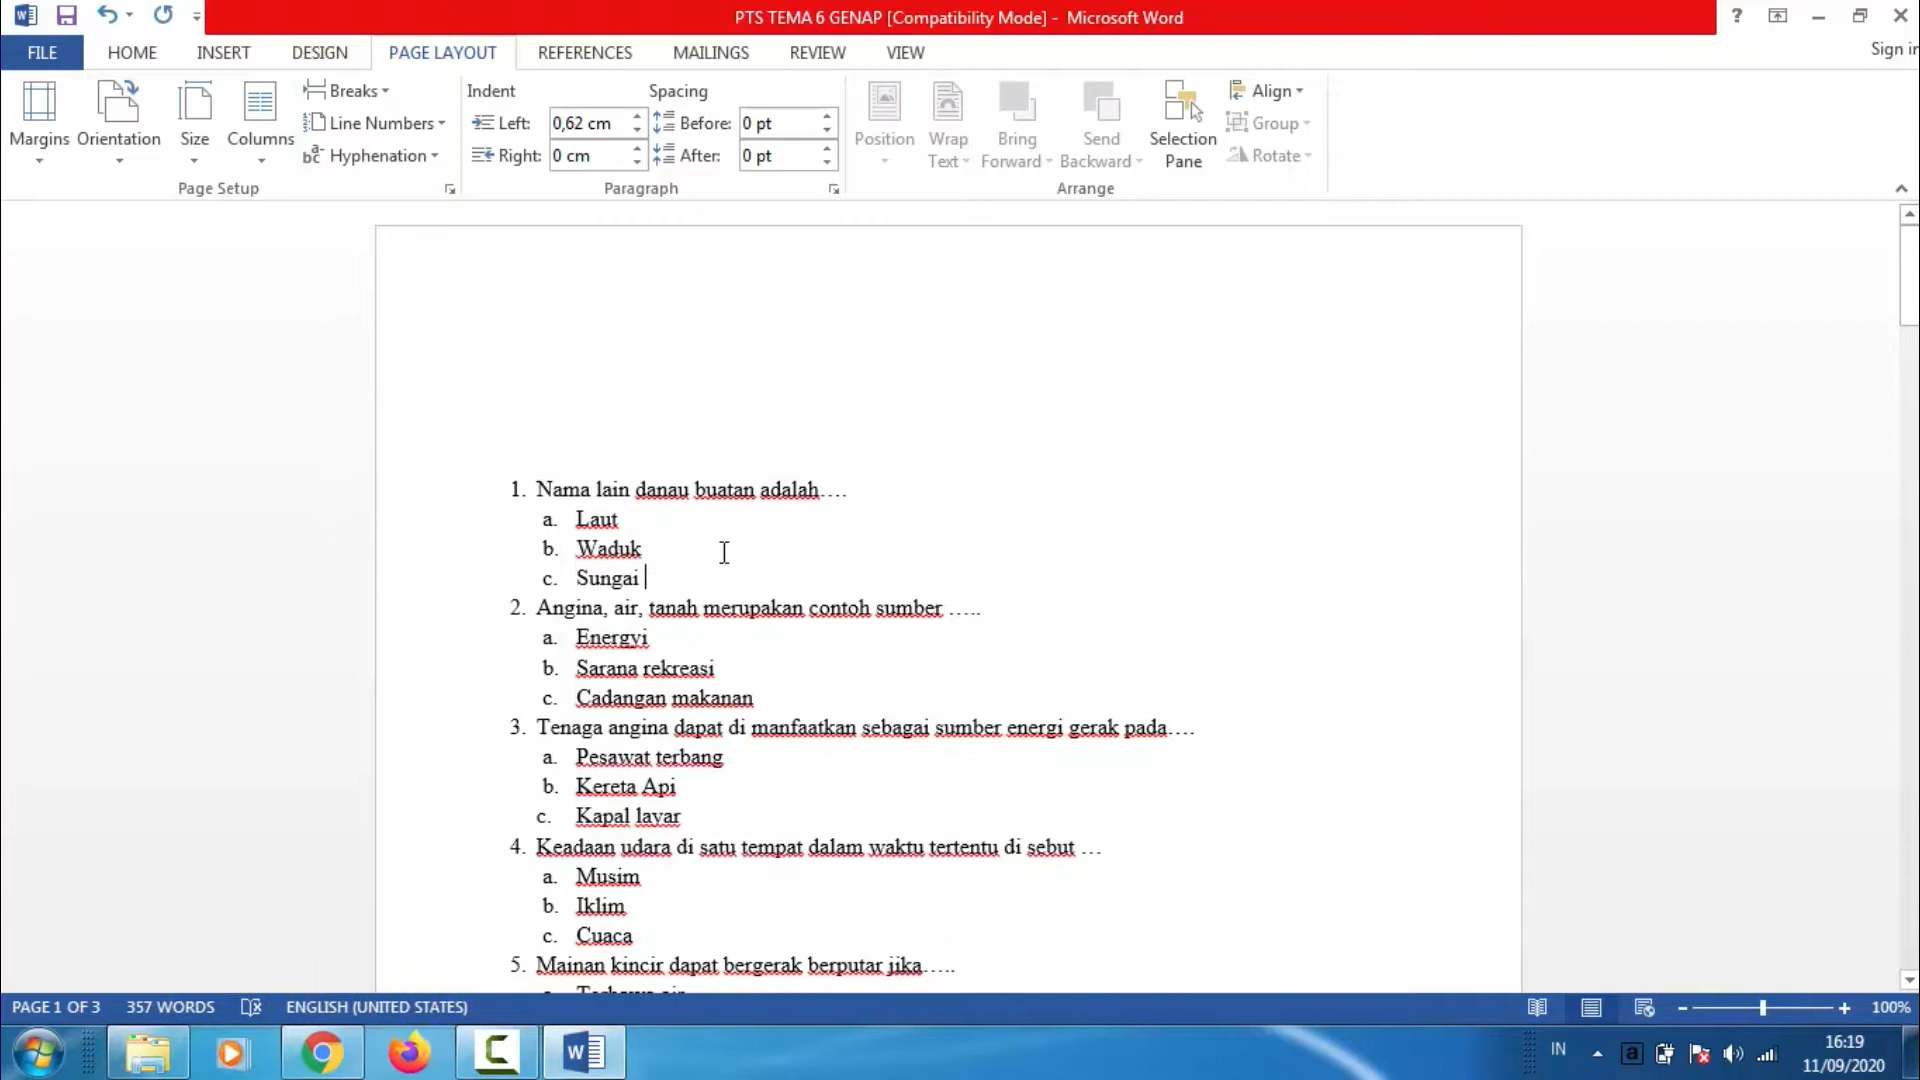 PTS TEMA 6 GENAP [Compatibility Mode] - Microsoft Word
?
Sign in
FILE HOME INSERT DESIGN PAGE LAYOUT REFERENCES MAILINGS REVIEW VIEW
Margins
Orientation
Size
Columns
Breaks
Line Numbers
Hyphenation
Page Setup
Indent
Left: 0,62 cm
Right: 0 cm
Spacing
Before: 0 pt
After: 0 pt
Paragraph
Position
Wrap
Text
Bring
Forward
Send
Backward
Selection
Pane
Align
Group
Rotate
Arrange
1. Nama lain danau buatan adalah….
a. Laut
b. Waduk
c. Sungai
2. Angina, air, tanah merupakan contoh sumber …..
a. Energyi
b. Sarana rekreasi
c. Cadangan makanan
3. Tenaga angina dapat di manfaatkan sebagai sumber energi gerak pada….
a. Pesawat terbang
b. Kereta Api
c. Kapal layar
4. Keadaan udara di satu tempat dalam waktu tertentu di sebut …
a. Musim
b. Iklim
c. Cuaca
5. Mainan kincir dapat bergerak berputar jika…..
PAGE 1 OF 3 357 WORDS ENGLISH (UNITED STATES) 100%
IN
16:19
11/09/2020